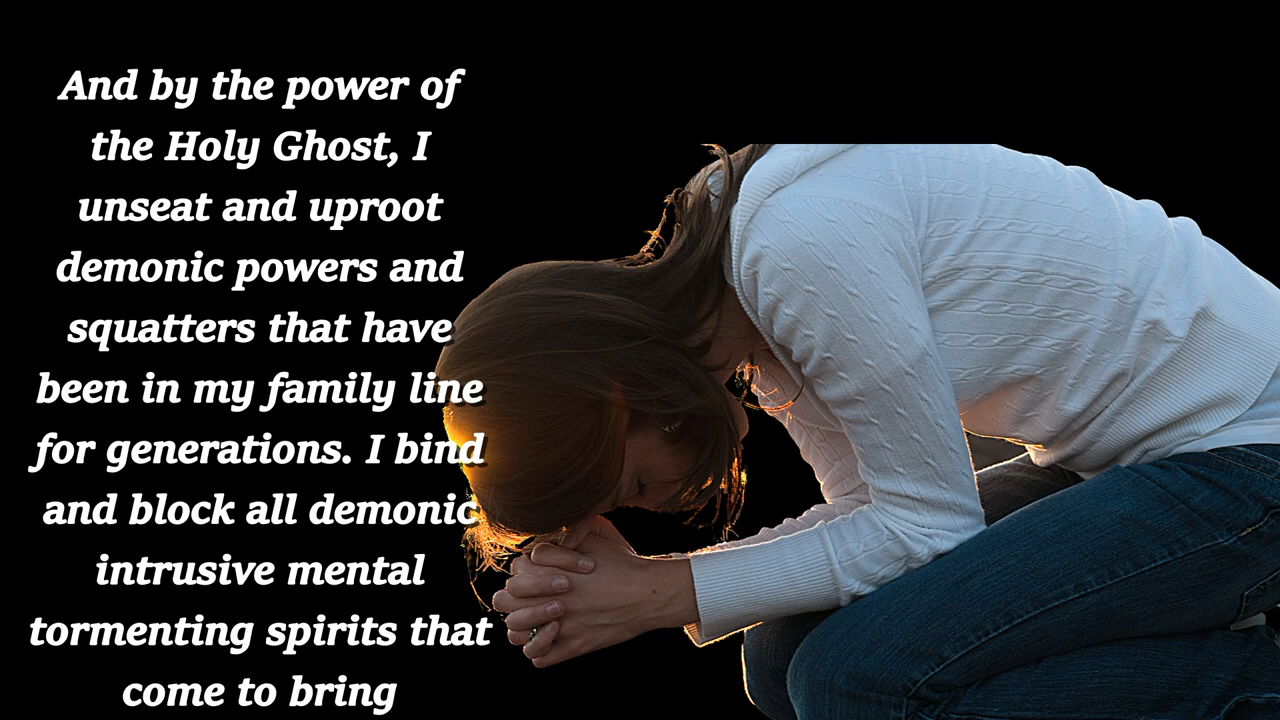 And by the power of
the Holy Ghost, I
unseat and uproot
demonic powers and
squatters that have
been in my family line
for generations. I bind
and block all demonic
intrusive mental
tormenting spirits that
come to bring